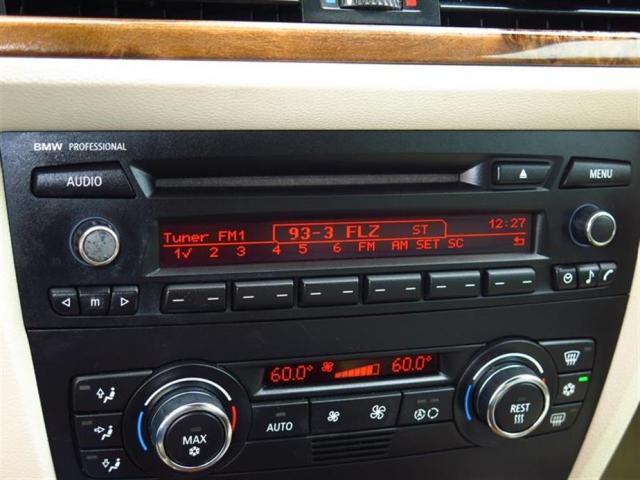 BMW PROFESSIONAL
AUDIO
MENU
Tuner FM1
93-3 FLZ
ST
12:27
1✓ 2 3 4 5 6 FM AM SET SC
m
60.0°
60.0°
MAX
AUTO
REST